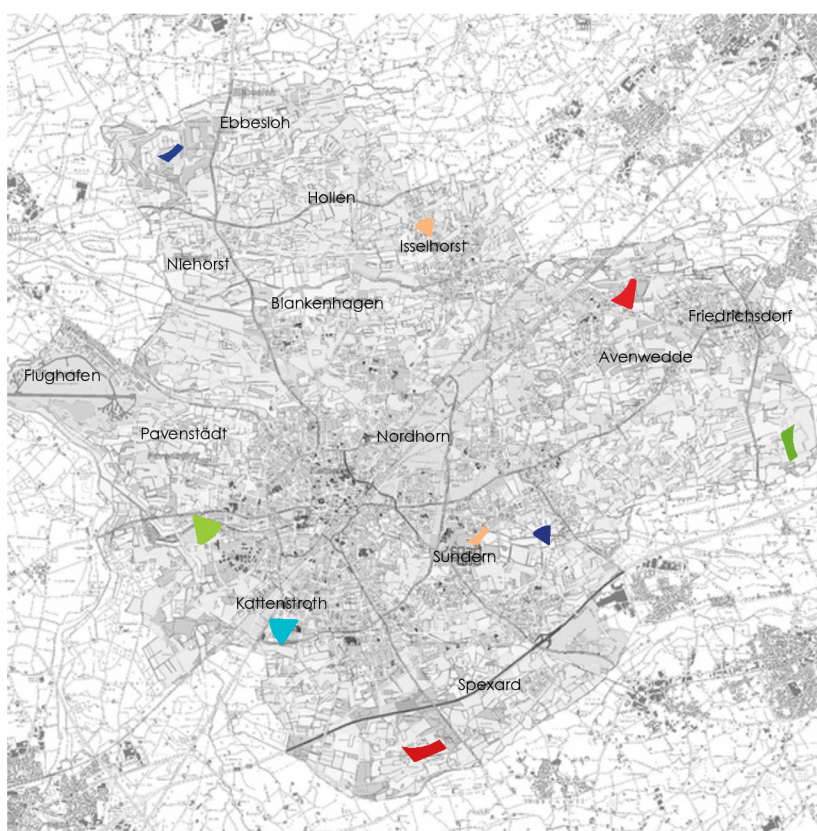 Ebbesloh
Hollen
Isselhorst
Niehorst
Blankenhagen
Friedrichsdorf
Avenwedde
Flughafen
Pavenstädt
Nordhorn
Sundern
Kattenstroth
Spexard